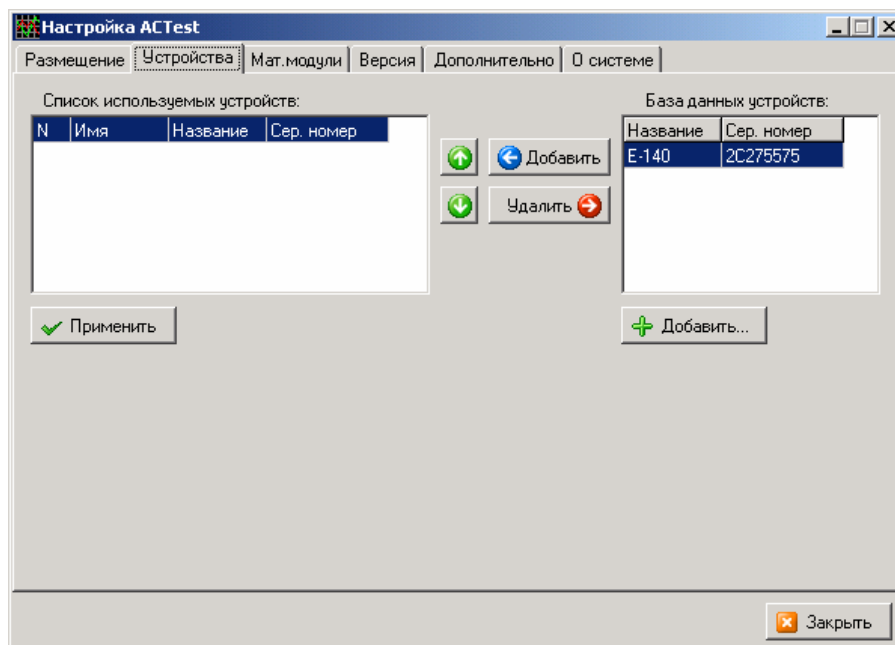 Настройка ACTest
Размещение Устройства Мат.модули Версия Дополнительно О системе
Список используемых устройств:
База данных устройств:
N Имя Название Сер. номер
Название Сер. номер
E-140 2C275575
Добавить
Удалить
Применить
Добавить...
Закрыть